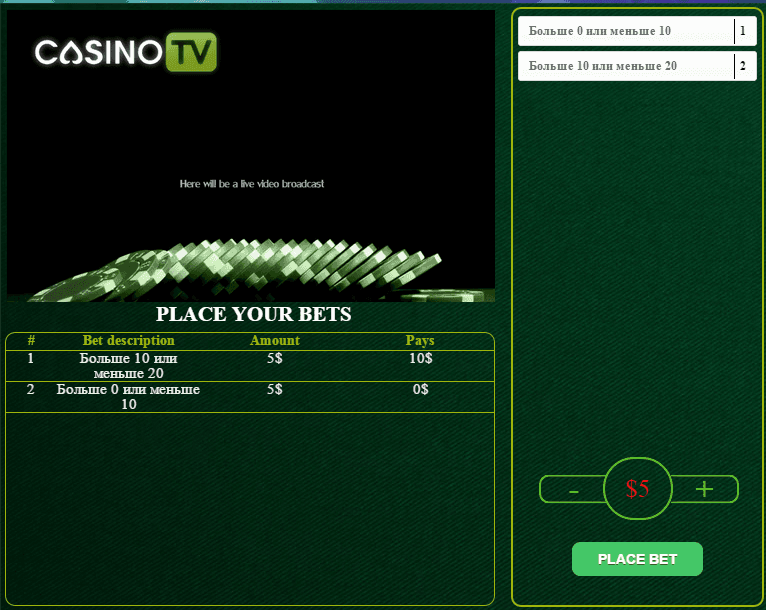 CASINO TV
Here will be a live video broadcast
PLACE YOUR BETS
# Bet description Amount Pays
1 Больше 10 или меньше 20 5$ 10$
2 Больше 0 или меньше 10 5$ 0$
Больше 0 или меньше 10 1
Больше 10 или меньше 20 2
- $5 +
PLACE BET